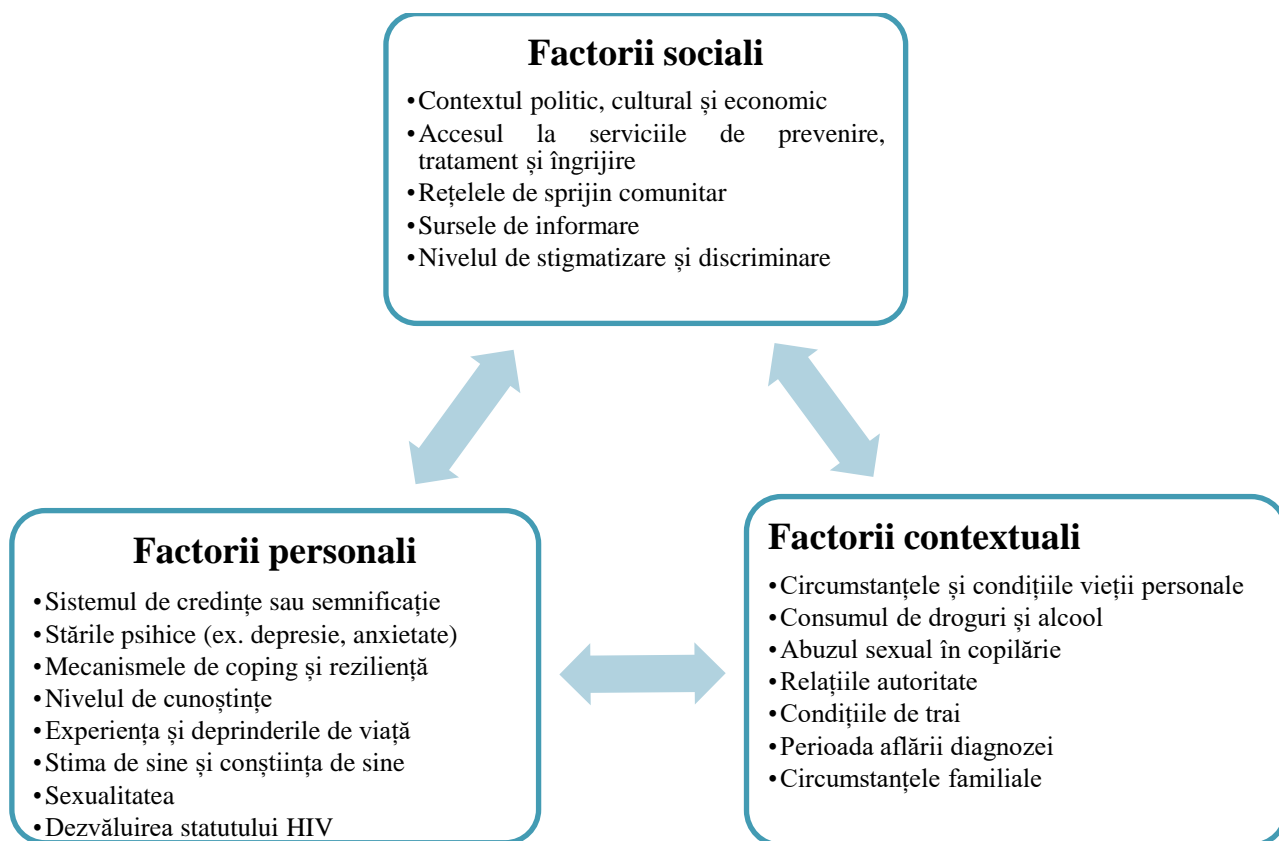 Factorii sociali
•Contextul politic, cultural și economic
•Accesul la serviciile de prevenire,
tratament și îngrijire
•Rețelele de sprijin comunitar
•Sursele de informare
•Nivelul de stigmatizare și discriminare
Factorii personali
•Sistemul de credințe sau semnificație
•Stările psihice (ex. depresie, anxietate)
•Mecanismele de coping și reziliență
•Nivelul de cunoștințe
•Experiența și deprinderile de viață
•Stima de sine și conștiința de sine
•Sexualitatea
•Dezvăluirea statutului HIV
Factorii contextuali
•Circumstanțele și condițiile vieții personale
•Consumul de droguri și alcool
•Abuzul sexual în copilărie
•Relațiile autoritate
•Condițiile de trai
•Perioada aflării diagnozei
•Circumstanțele familiale